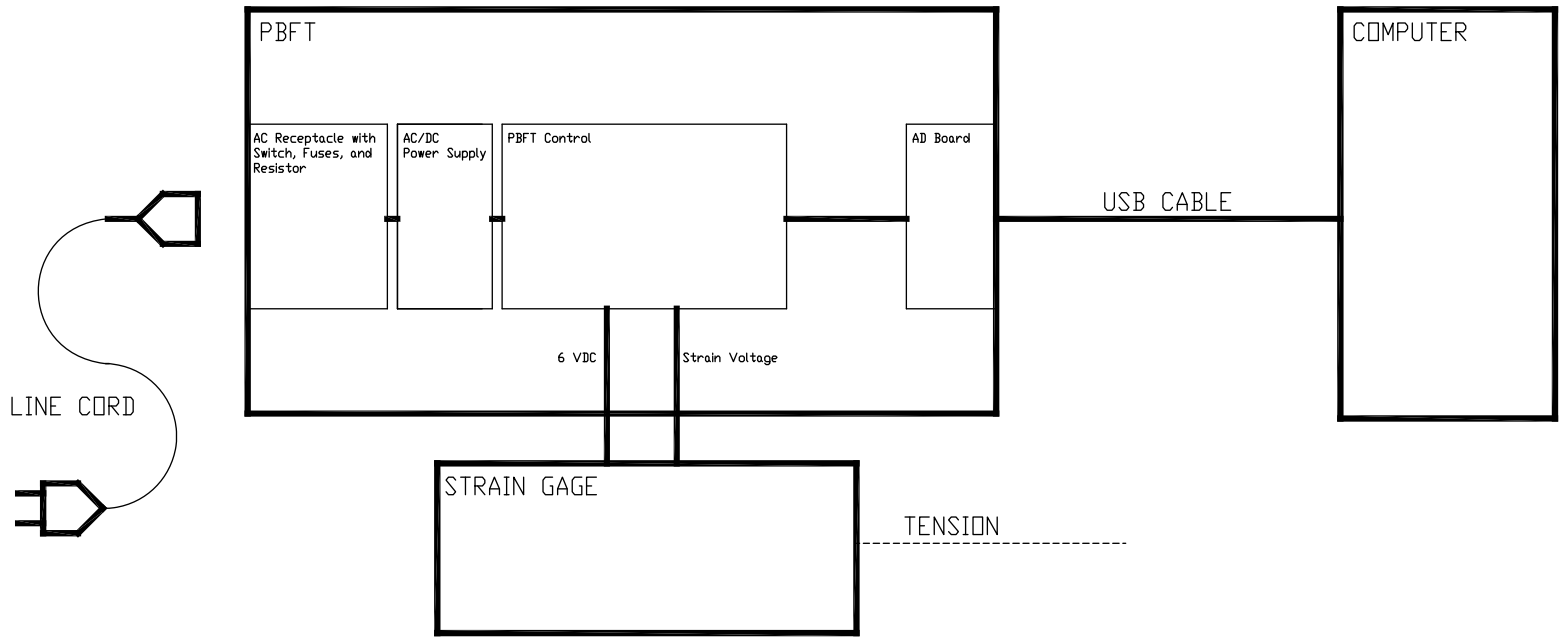 PBFT
COMPUTER
AC Receptacle with
Switch, Fuses, and
Resistor
AC/DC
Power Supply
PBFT Control
AD Board
USB CABLE
6 VDC
Strain Voltage
LINE CORD
STRAIN GAGE
TENSION